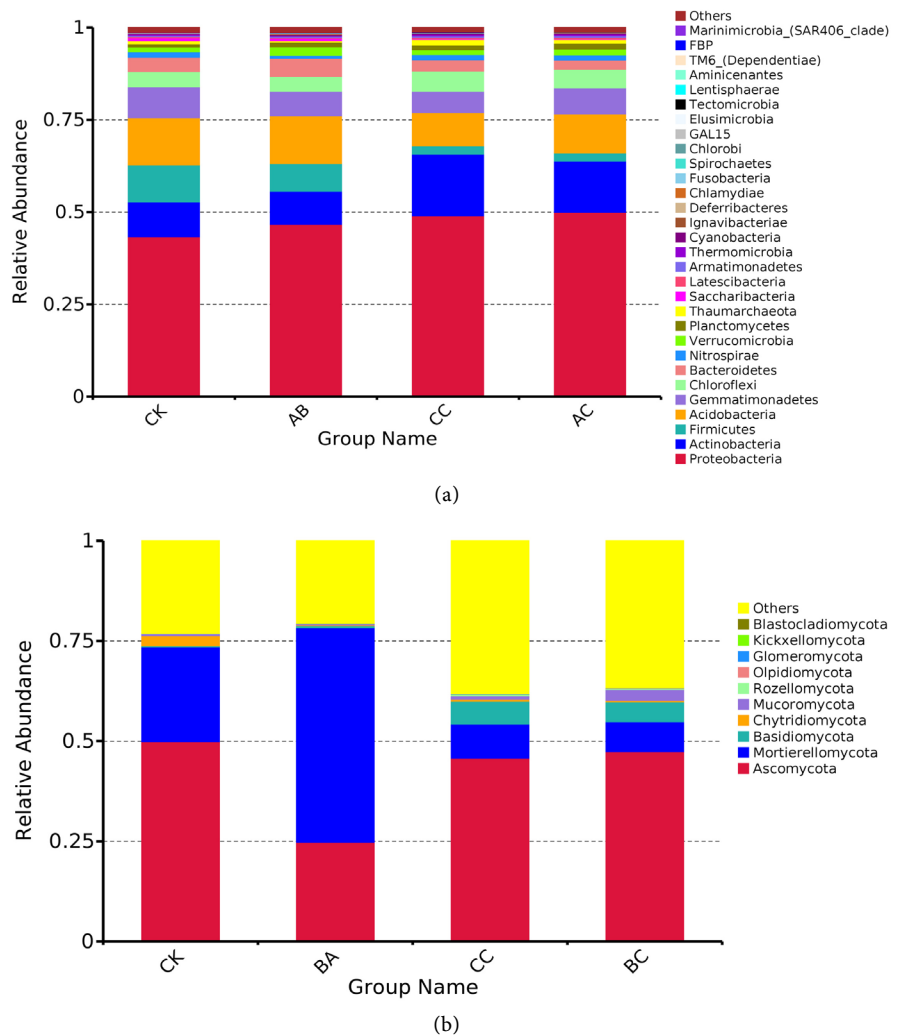 1
0.75
0.5
0.25
0
Relative Abundance
CK
AB
CC
AC
Group Name
Others
Marinimicrobia_(SAR406_clade)
FBP
TM6_(Dependentiae)
Aminicenantes
Lentisphaerae
Tectomicrobia
Elusimicrobia
GAL15
Chlorobi
Spirochaetes
Fusobacteria
Chlamydiae
Deferribacteres
Ignavibacteriae
Cyanobacteria
Thermomicrobia
Armatimonadetes
Latescibacteria
Saccharibacteria
Thaumarchaeota
Planctomycetes
Verrucomicrobia
Nitrospirae
Bacteroidetes
Chloroflexi
Gemmatimonadetes
Acidobacteria
Firmicutes
Actinobacteria
Proteobacteria
(a)
1
0.75
0.5
0.25
0
Relative Abundance
CK
BA
CC
BC
Group Name
Others
Blastocladiomycota
Kickxellomycota
Glomeromycota
Olpidiomycota
Rozellomycota
Mucoromycota
Chytridiomycota
Basidiomycota
Mortierellomycota
Ascomycota
(b)